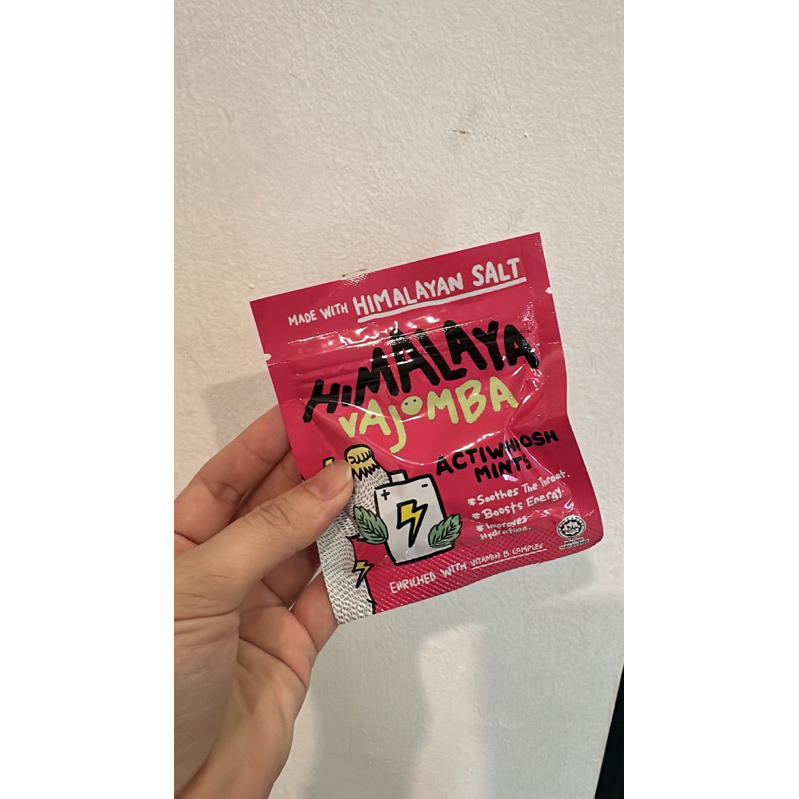 MADE WITH HIMALAYAN SALT
HiMALAYA
VAJOMBA
ACTIWHOOSH
MINTS
*Soothes The Throat.
*Boosts Energy.
*Improves
Hydration.
+ -
ENRICHED WITH VITAMIN B COMPLEX